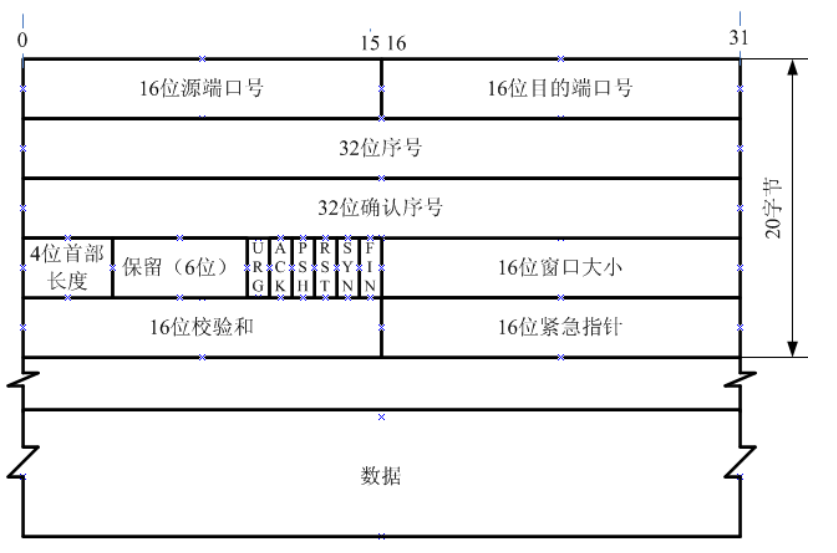 0
15 16
31
16位源端口号
16位目的端口号
32位序号
32位确认序号
4位首部
长度
保留（6位）
URG
ACK
PSH
RST
SYN
FIN
16位窗口大小
16位校验和
16位紧急指针
20字节
数据